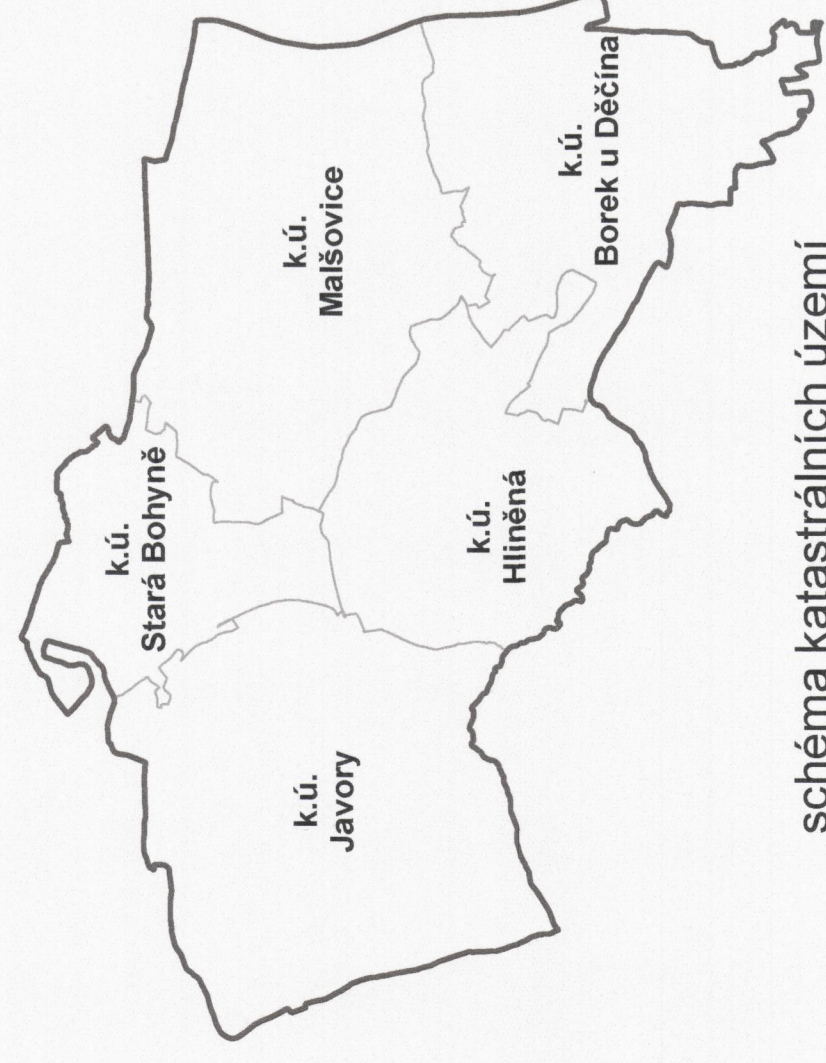 k.ú.
Stará Bohyně
k.ú.
Malšovice
k.ú.
Javory
k.ú.
Hliněná
k.ú.
Borek u Děčína
schéma katastrálních území